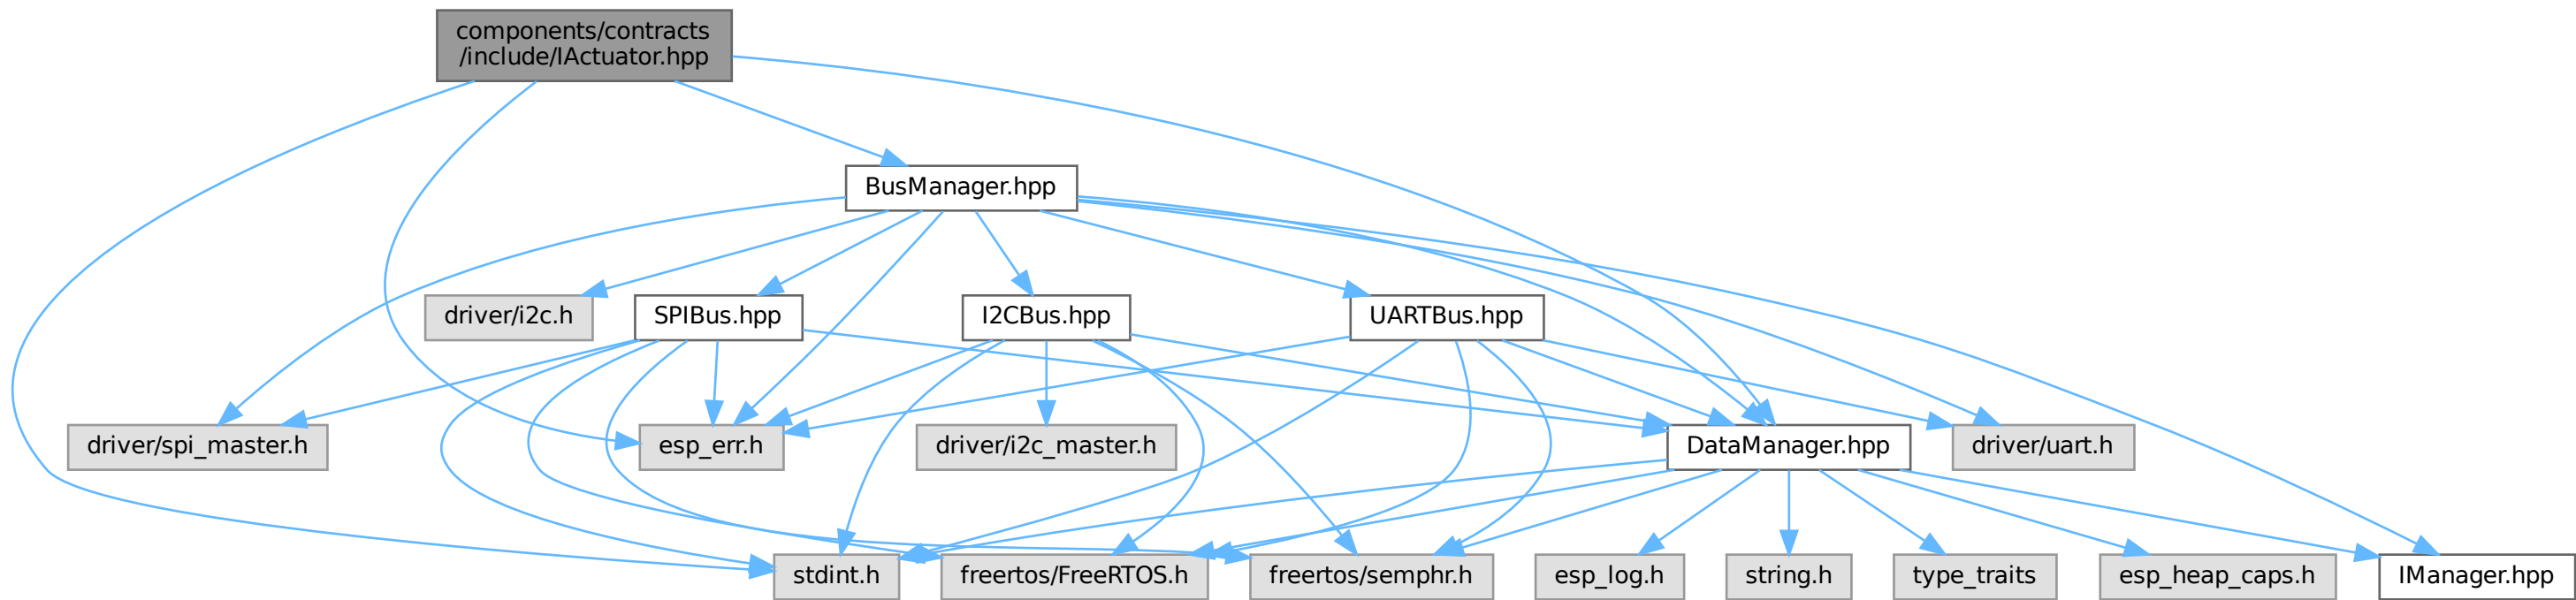 components/contracts
/include/IActuator.hpp
BusManager.hpp
driver/i2c.h
SPIBus.hpp
I2CBus.hpp
UARTBus.hpp
driver/spi_master.h
esp_err.h
driver/i2c_master.h
DataManager.hpp
driver/uart.h
stdint.h
freertos/FreeRTOS.h
freertos/semphr.h
esp_log.h
string.h
type_traits
esp_heap_caps.h
IManager.hpp